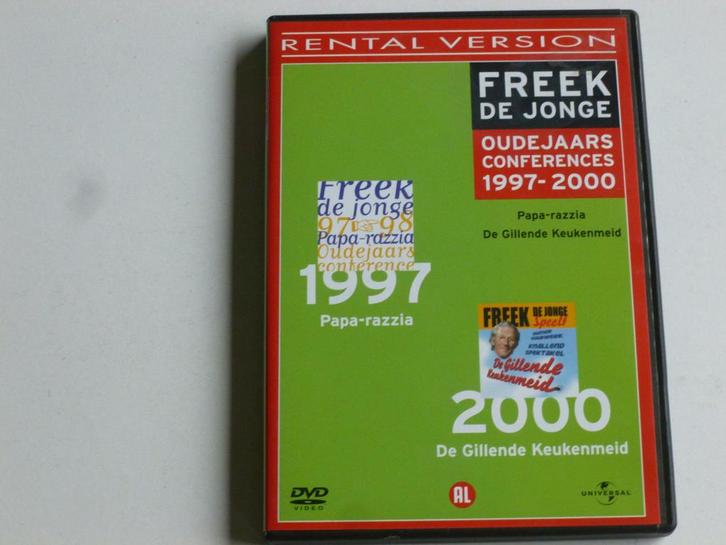 RENTAL VERSION
FREEK
DE JONGE
OUDEJAARS
CONFERENCES
1997-2000
Papa-razzia
De Gillende Keukenmeid
Freek
de jonge
97 98
Papa-razzia
Oudejaars
conference
1997
Papa-razzia
FREEK DE JONGE
Speelt
KNALLEND
SPEKTAKEL
De Gillende
Keukenmeid
2000
De Gillende Keukenmeid
DVD
VIDEO
AL
UNIVERSAL